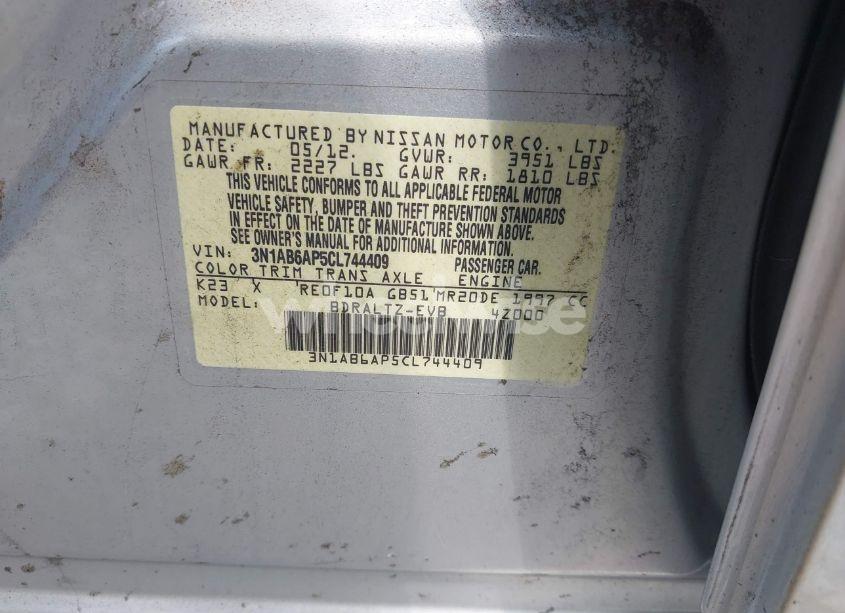 MANUFACTURED BY NISSAN MOTOR CO., LTD.
DATE: 05/12. GVWR: 3951 LBS
GAWR FR: 2227 LBS GAWR RR: 1810 LBS
THIS VEHICLE CONFORMS TO ALL APPLICABLE FEDERAL MOTOR
VEHICLE SAFETY, BUMPER AND THEFT PREVENTION STANDARDS
IN EFFECT ON THE DATE OF MANUFACTURE SHOWN ABOVE.
SEE OWNER'S MANUAL FOR ADDITIONAL INFORMATION.
VIN: 3N1AB6AP5CL744409 PASSENGER CAR.
COLOR TRIM TRANS AXLE ENGINE
K23 X RE0F10A GB51 MR20DE 1997 CC
MODEL: BDRALTZ-EVB 4Z000
3N1AB6AP5CL744409